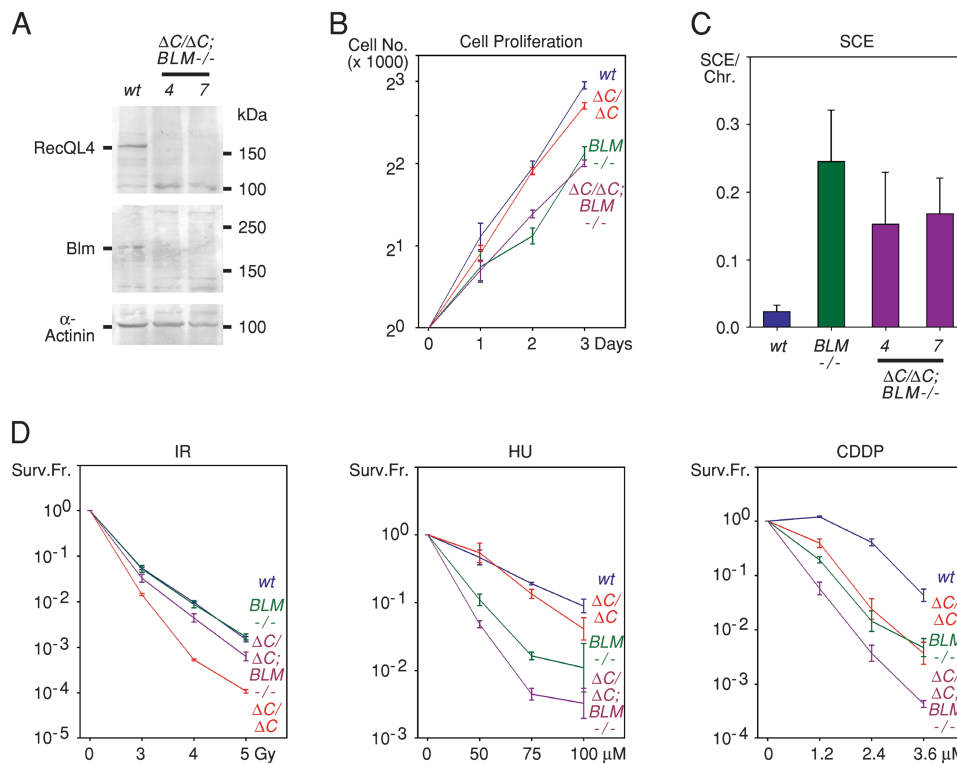 A
ΔC/ΔC;
BLM-/-
wt 4 7
kDa
RecQL4
150
100
250
Blm
150
α-
Actinin
100
B
Cell No.
(x 1000)
Cell Proliferation
2^3
2^2
2^1
2^0
wt
ΔC/
ΔC
BLM
-/-
ΔC/ΔC;
BLM
-/-
0 1 2 3 Days
C
SCE
SCE/
Chr.
0.3
0.2
0.1
0.0
wt
BLM
-/-
4 7
ΔC/ΔC;
BLM-/-
D
IR
Surv.Fr.
10^0
10^-1
10^-2
10^-3
10^-4
10^-5
wt
BLM
-/-
ΔC/
ΔC;
BLM
-/-
ΔC/
ΔC
0 3 4 5 Gy
HU
Surv.Fr.
10^0
10^-1
10^-2
10^-3
wt
ΔC/
ΔC
BLM
-/-
ΔC/
ΔC;
BLM
-/-
0 50 75 100 μM
CDDP
Surv.Fr.
10^0
10^-1
10^-2
10^-3
10^-4
wt
ΔC/
ΔC
BLM
-/-
ΔC/
ΔC;
BLM
-/-
0 1.2 2.4 3.6 μM